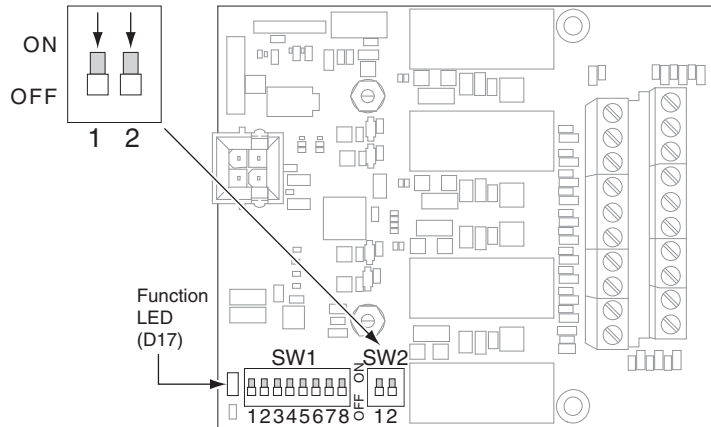 ON
OFF
1 2
Function
LED
(D17)
SW1
SW2
OFF ON
12345678
12